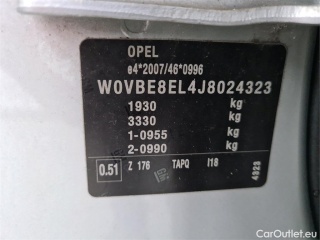 OPEL
e4*2007/46*0996
W0VBE8EL4J8024323
1930 kg
3330 kg
1-0955 kg
2-0990 kg
0.51 Z 176 TAPQ I18
4323
© CarOutlet.eu